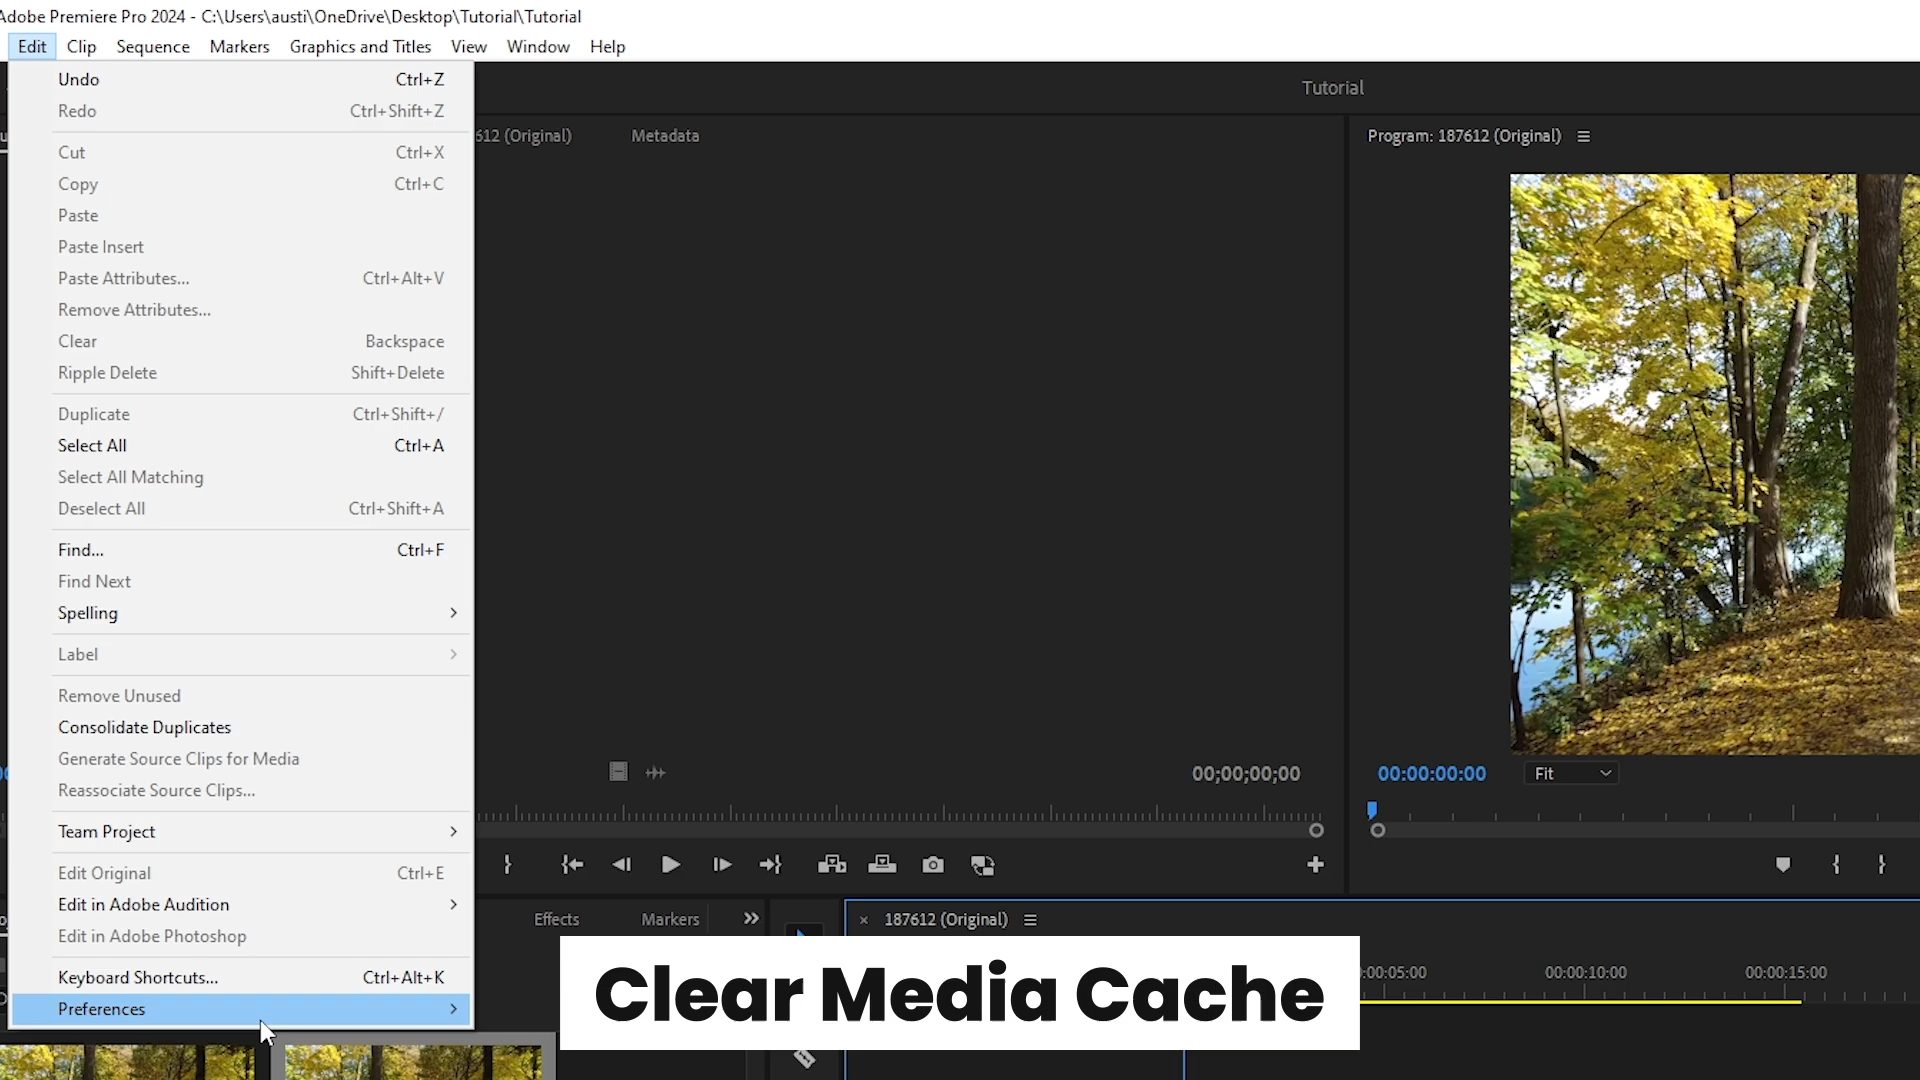 Adobe Premiere Pro 2024 - C:\Users\austi\OneDrive\Desktop\Tutorial\Tutorial
Edit Clip Sequence Markers Graphics and Titles View Window Help
Tutorial
Undo Ctrl+Z
Redo Ctrl+Shift+Z
Cut Ctrl+X
Copy Ctrl+C
Paste
Paste Insert
Paste Attributes... Ctrl+Alt+V
Remove Attributes...
Clear Backspace
Ripple Delete Shift+Delete
Duplicate Ctrl+Shift+/
Select All Ctrl+A
Select All Matching
Deselect All Ctrl+Shift+A
Find... Ctrl+F
Find Next
Spelling
Label
Remove Unused
Consolidate Duplicates
Generate Source Clips for Media
Reassociate Source Clips...
Team Project
Edit Original Ctrl+E
Edit in Adobe Audition
Edit in Adobe Photoshop
Keyboard Shortcuts... Ctrl+Alt+K
Preferences
612 (Original) Metadata
Program: 187612 (Original)
00;00;00;00
00:00:00:00 Fit
Effects Markers
187612 (Original)
:00:05:00 00:00:10:00 00:00:15:00
Clear Media Cache